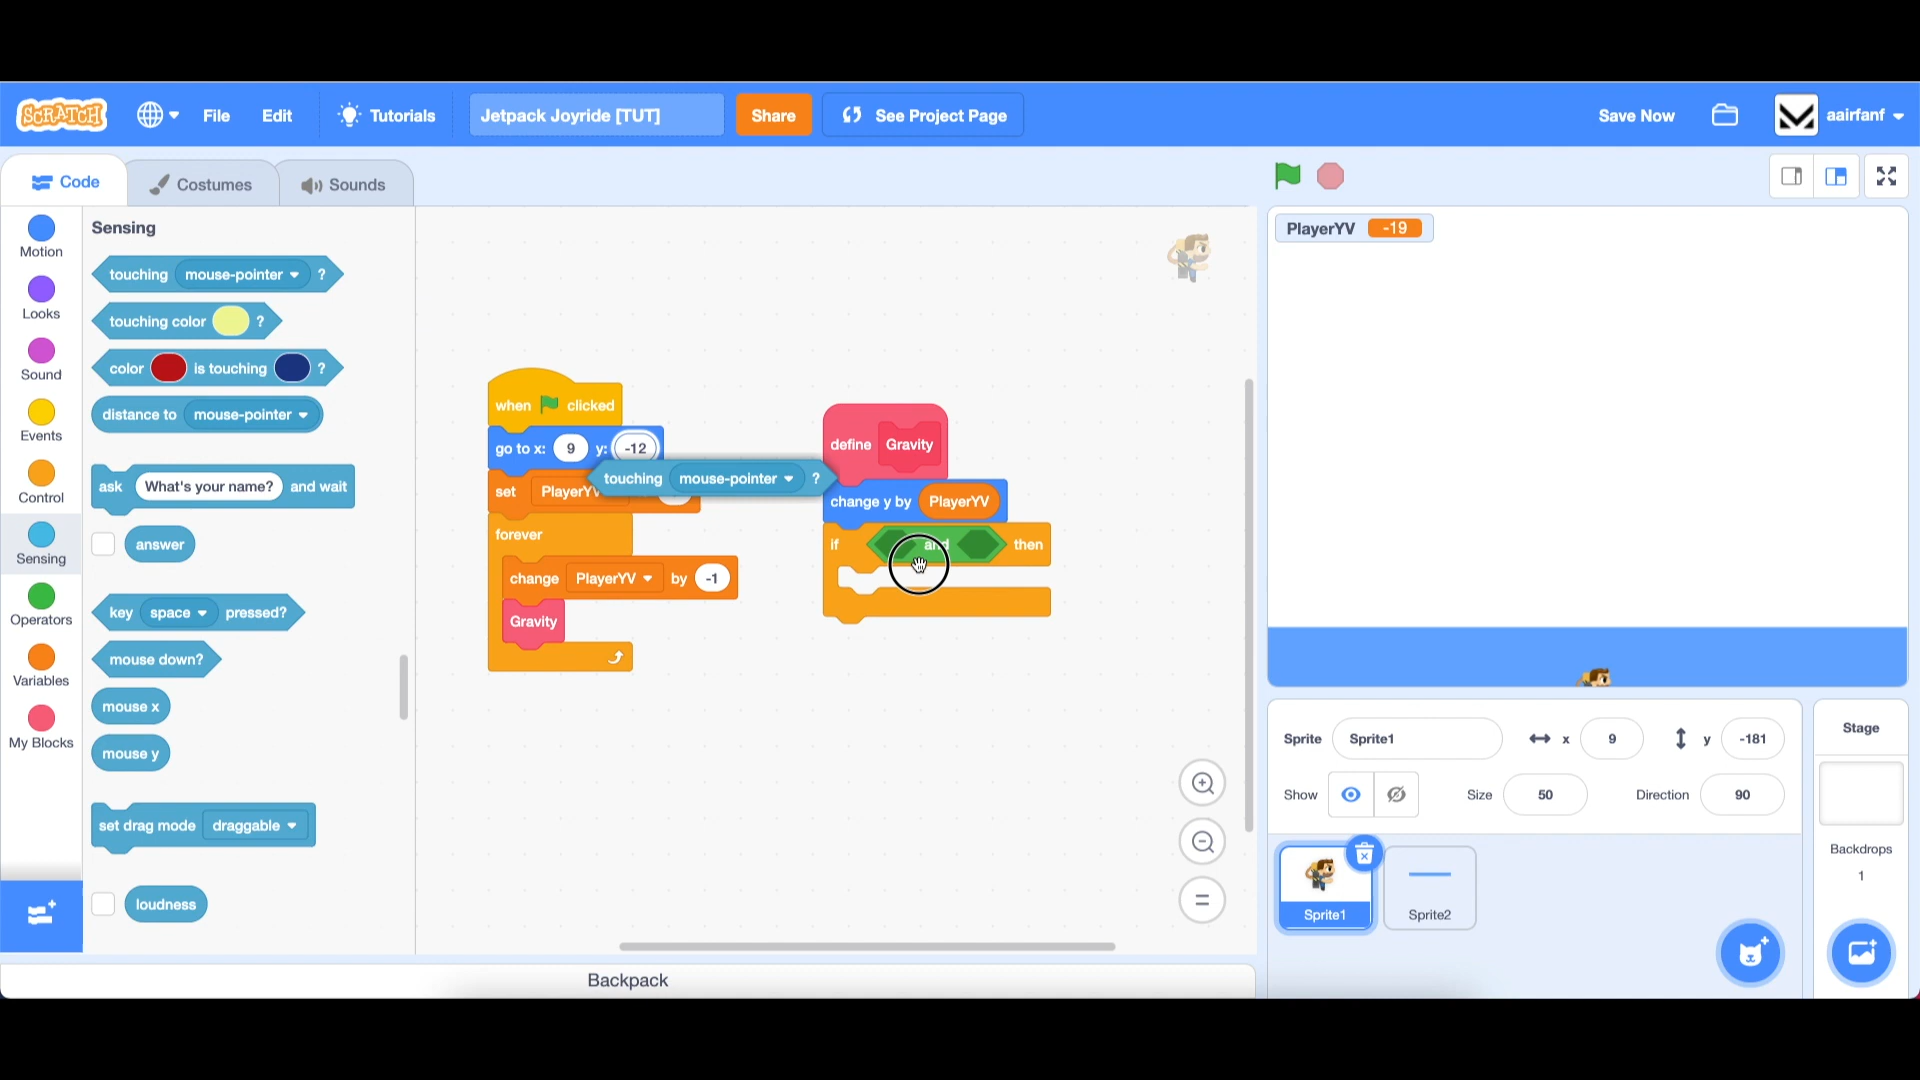 SCRATCH File Edit Tutorials Jetpack Joyride [TUT] Share See Project Page Save Now aairfanf
Code Costumes Sounds
Motion
Looks
Sound
Events
Control
Sensing
Operators
Variables
My Blocks
Sensing
touching mouse-pointer ?
touching color ?
color is touching ?
distance to mouse-pointer
ask What's your name? and wait
answer
key space pressed?
mouse down?
mouse x
mouse y
set drag mode draggable
loudness
when clicked
go to x: 9 y: -12
touching mouse-pointer ?
set PlayerYV
forever
change PlayerYV by -1
Gravity
define Gravity
change y by PlayerYV
if and then
Backpack
PlayerYV -19
Sprite Sprite1 x 9 y -181
Show Size 50 Direction 90
Sprite1
Sprite2
Stage
Backdrops
1